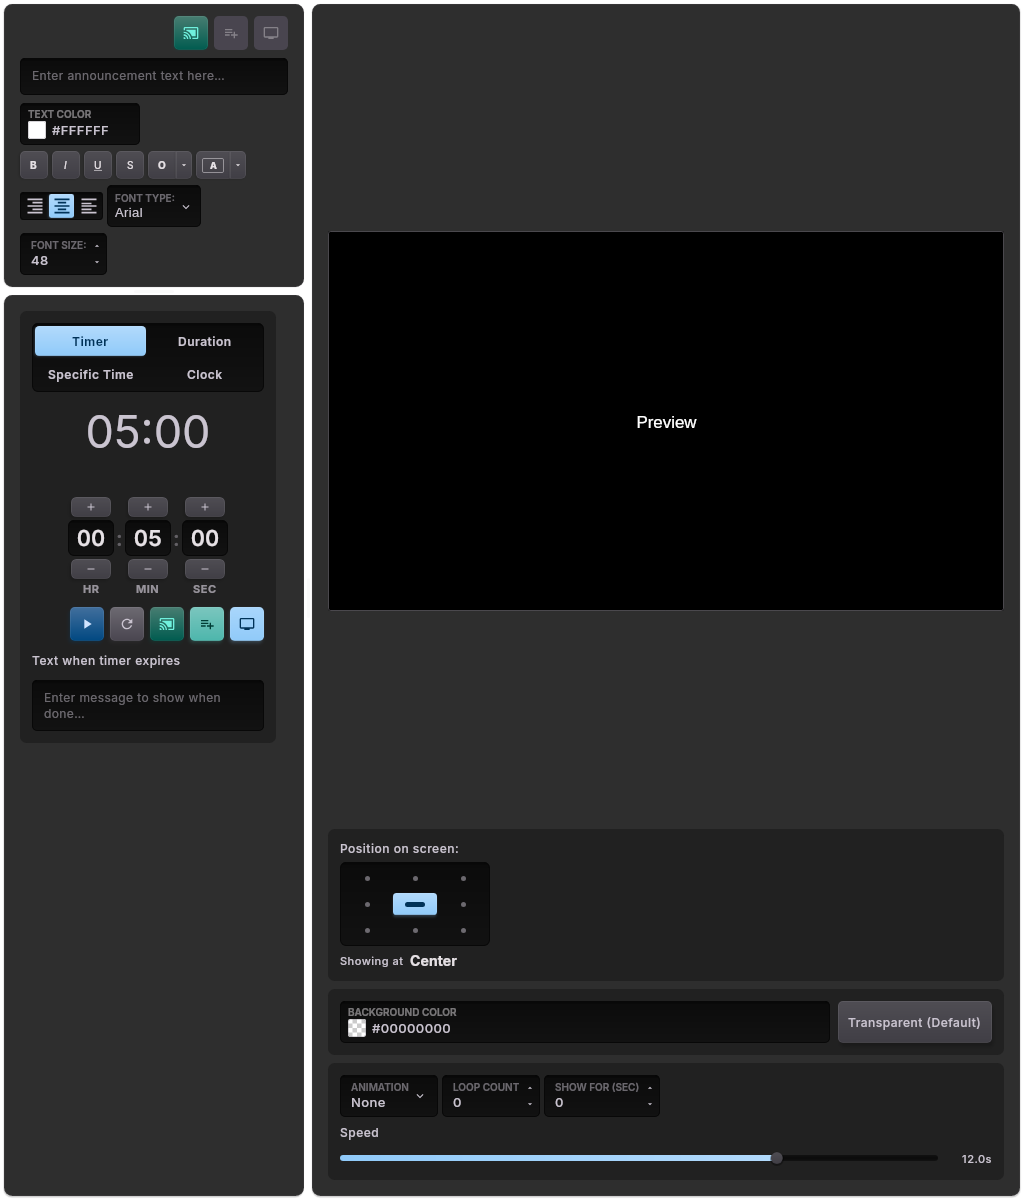 Enter announcement text here...
TEXT COLOR
#FFFFFF
B I U S O A
FONT TYPE:
Arial
FONT SIZE:
48
Timer Duration
Specific Time Clock
05:00
+ + +
00 : 05 : 00
− − −
HR MIN SEC
Text when timer expires
Enter message to show when
done...
Preview
Position on screen:
Showing at Center
BACKGROUND COLOR
#00000000
Transparent (Default)
ANIMATION
None
LOOP COUNT
0
SHOW FOR (SEC)
0
Speed
12.0s